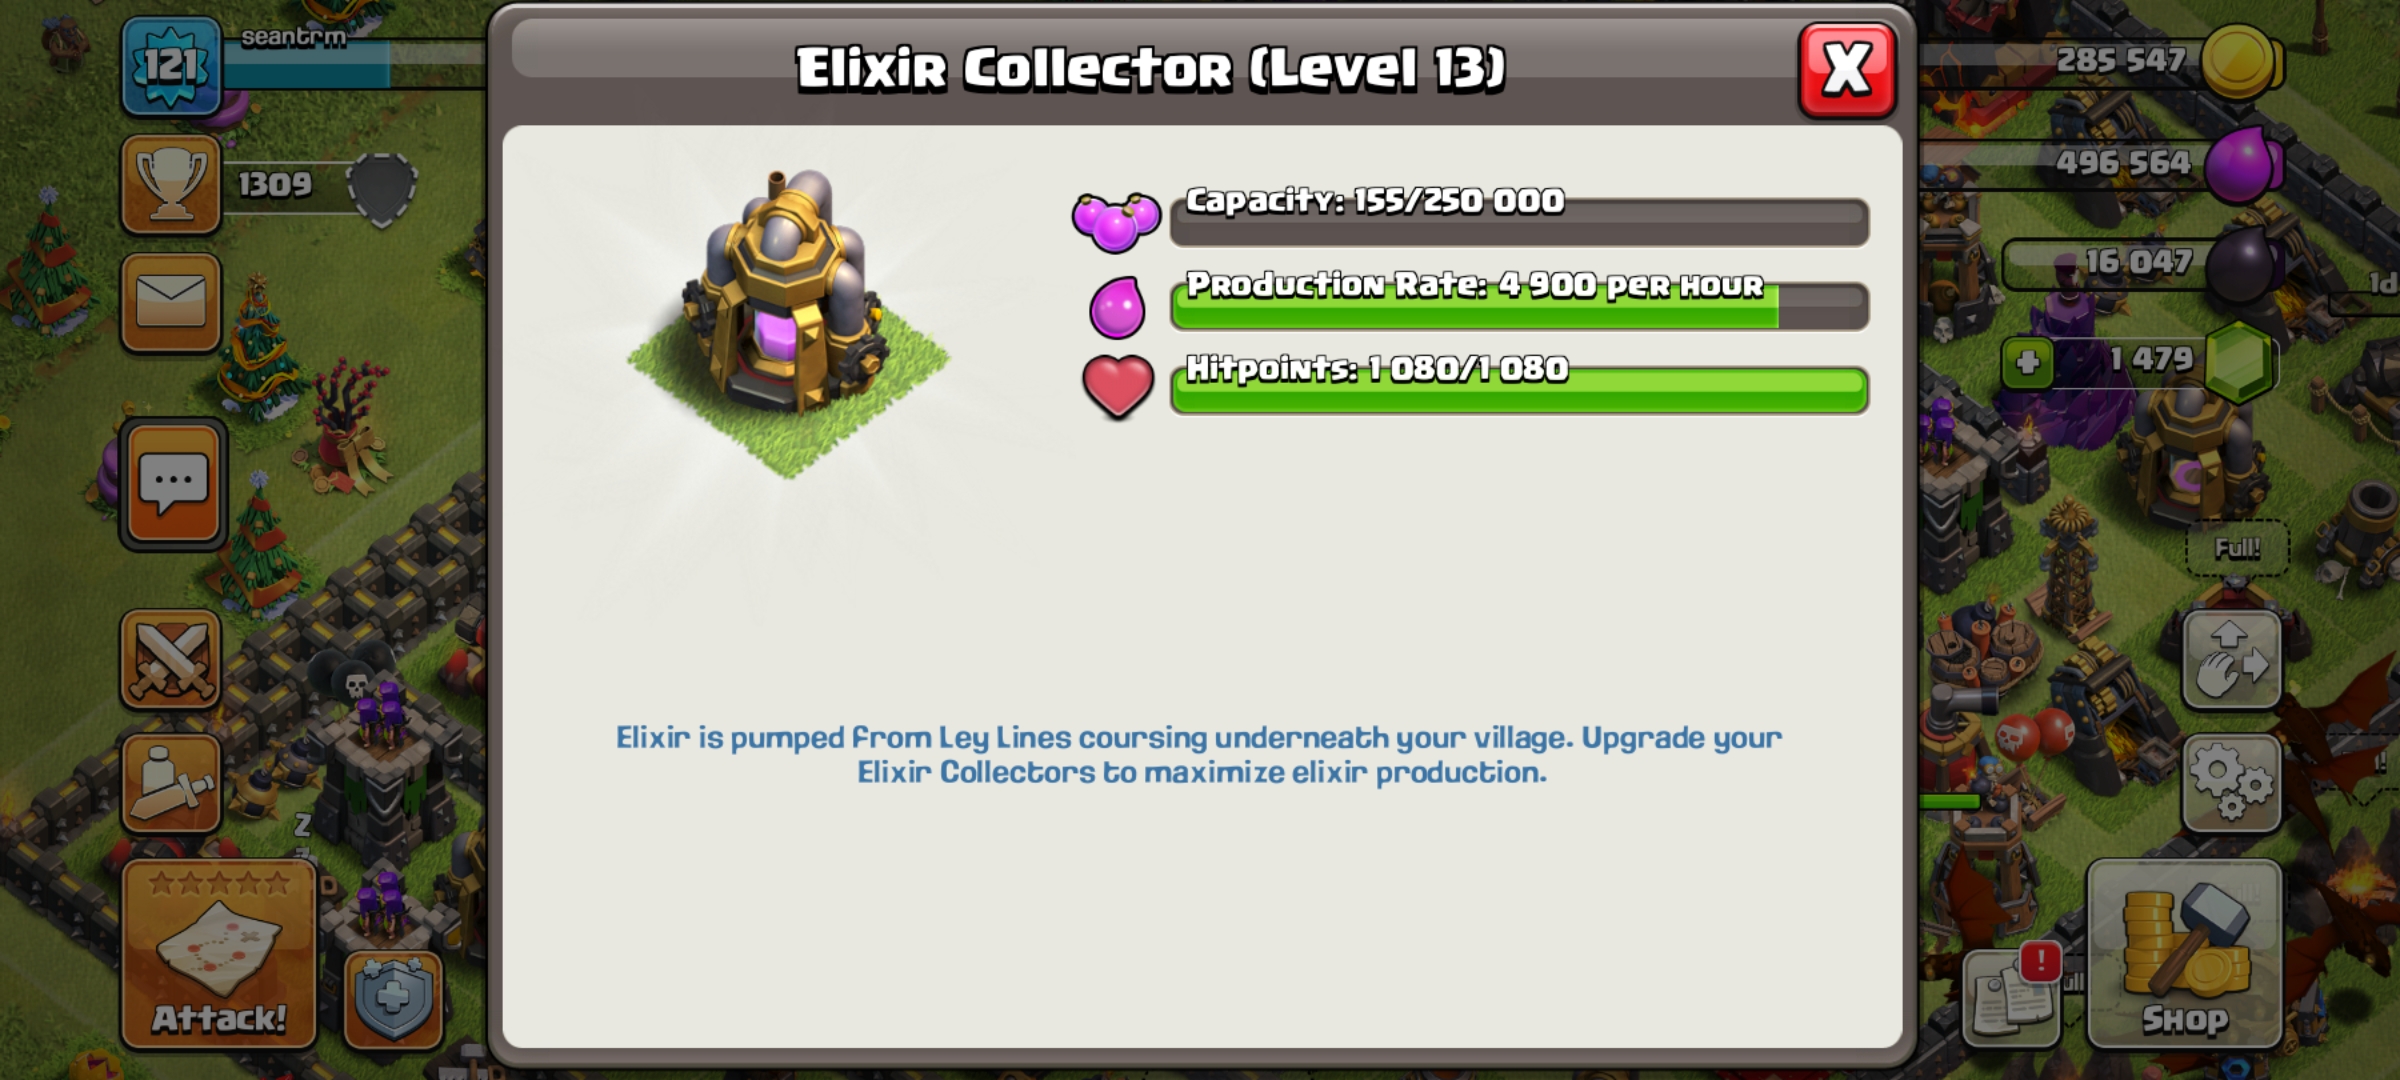 Elixir Collector (Level 13)
X
121
seantrm
1309
Attack!
Capacity: 155/250 000
Production Rate: 4 900 per Hour
Hitpoints: 1 080/1 080
Elixir is pumped from Ley Lines coursing underneath your village. Upgrade your
Elixir Collectors to maximize elixir production.
285 547
496 564
16 047
1d
1 479
Full!
!
Shop
Z